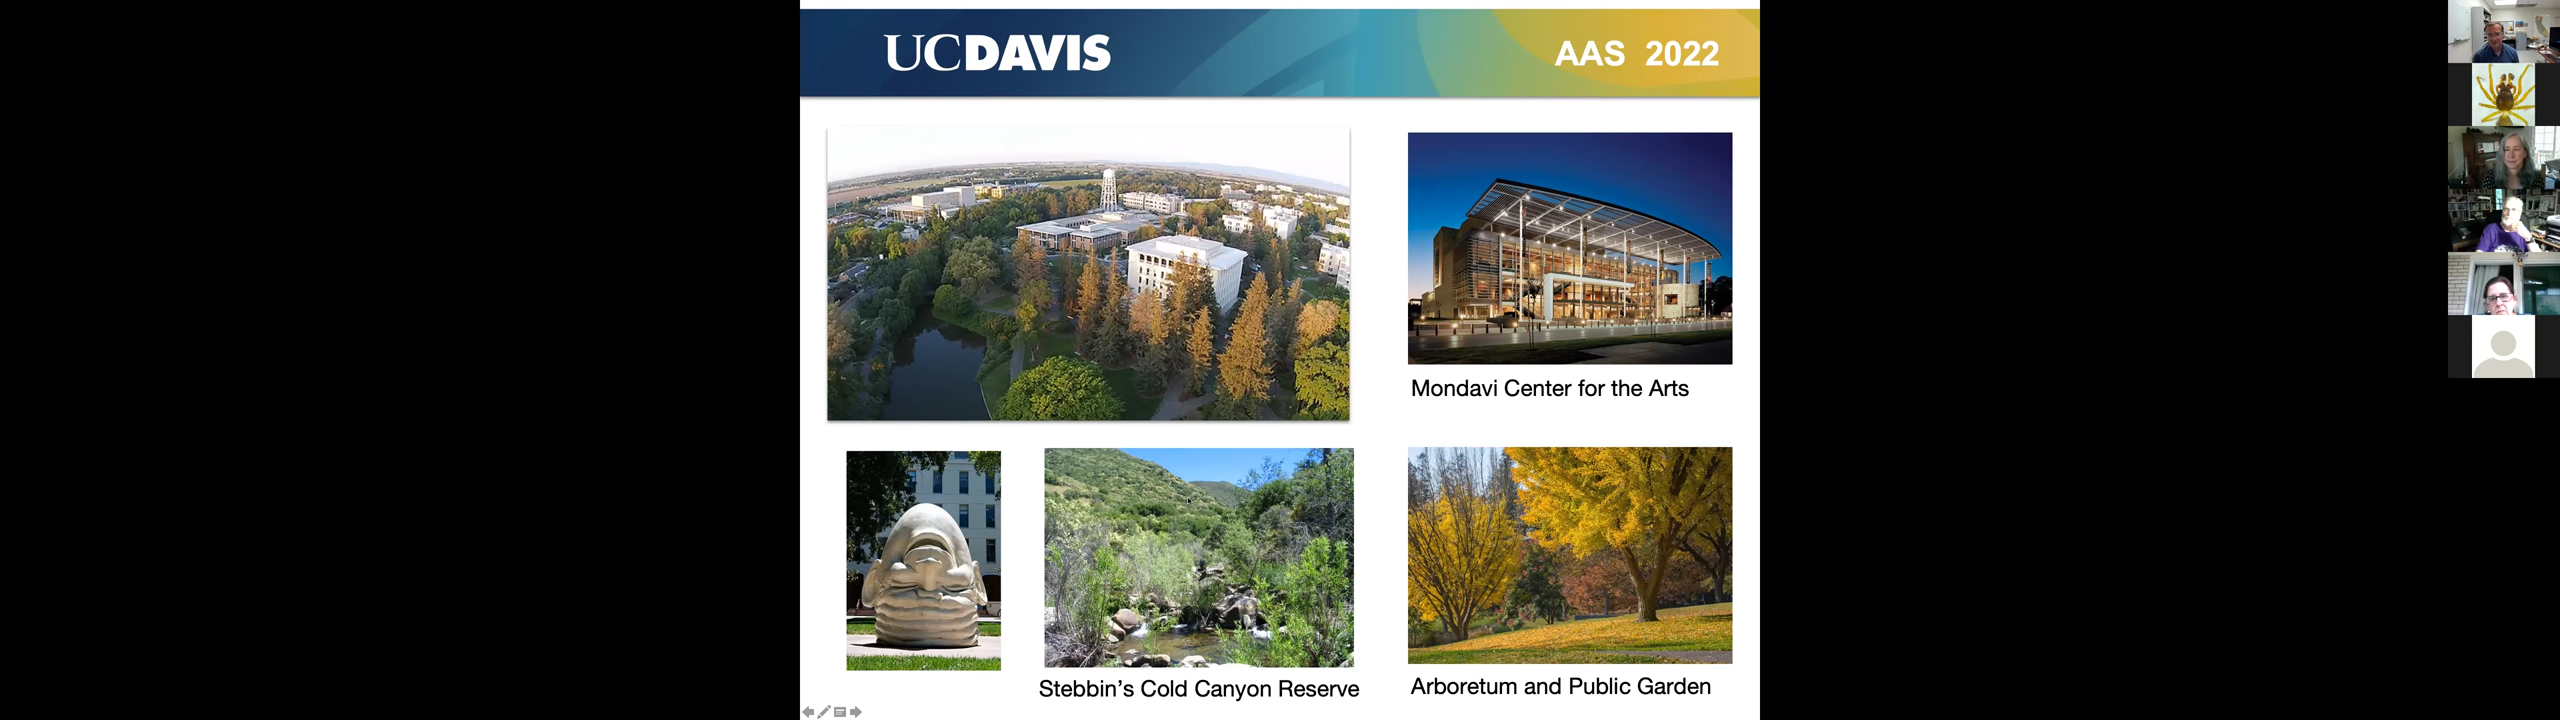 UCDAVIS
AAS 2022
Mondavi Center for the Arts
Stebbin's Cold Canyon Reserve
Arboretum and Public Garden